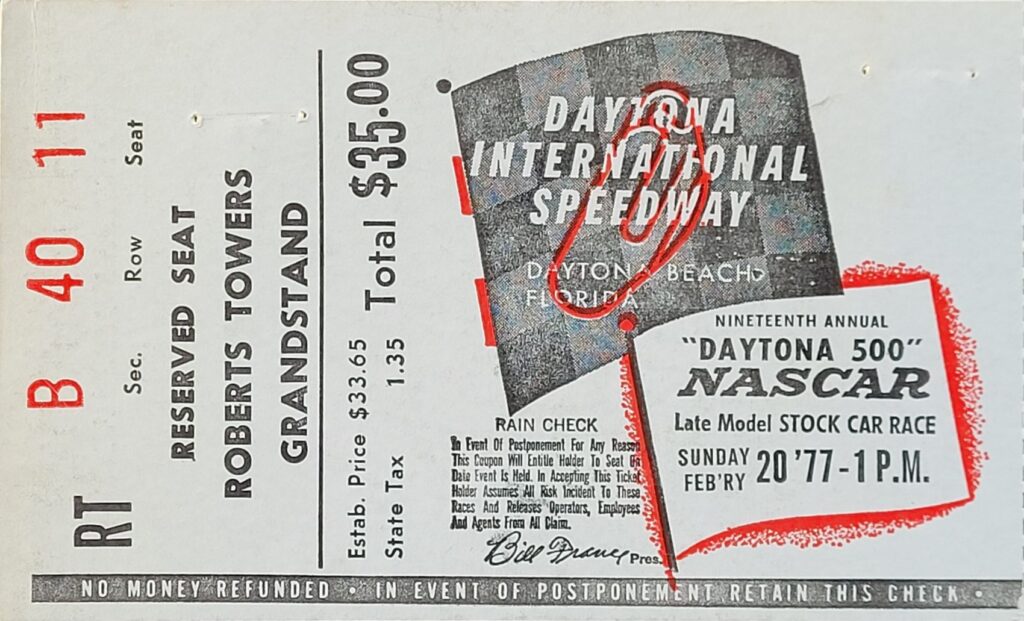 RT B 40 11
Sec. Row Seat
RESERVED SEAT
ROBERTS TOWERS
GRANDSTAND
Estab. Price $33.65
State Tax 1.35 Total $35.00
DAYTONA
INTERNATIONAL
SPEEDWAY
DAYTONA BEACH
FLORIDA
NINETEENTH ANNUAL
"DAYTONA 500"
NASCAR
Late Model STOCK CAR RACE
SUNDAY
FEB'RY 20 '77-1 P.M.
RAIN CHECK
In Event Of Postponement For Any Reason
This Coupon Will Entitle Holder To Seat On
Date Event Is Held. In Accepting This Ticket
Holder Assumes All Risk Incident To These
Races And Releases Operators, Employees
And Agents From All Claim.
Bill France Pres.
NO MONEY REFUNDED • IN EVENT OF POSTPONEMENT RETAIN THIS CHECK •